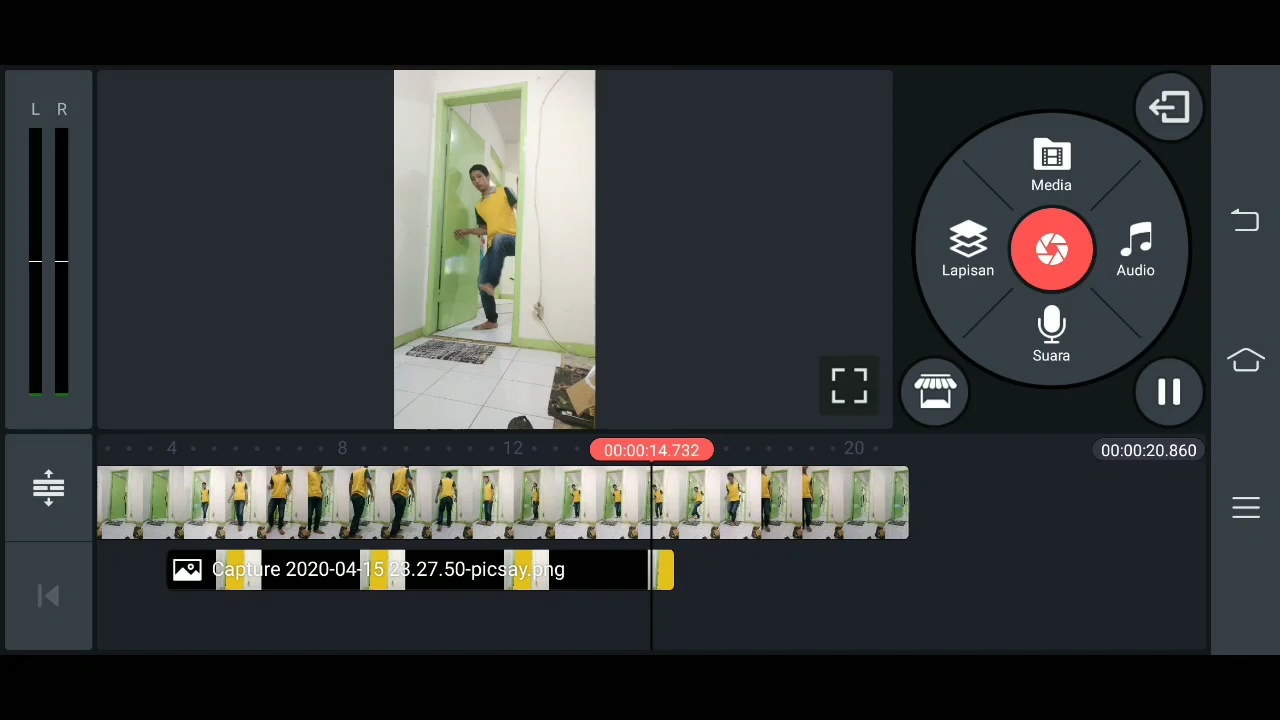 L R
Media
Lapisan
Audio
Suara
4 8 12 00:00:14.732 20 00:00:20.860
Capture 2020-04-15 23.27.50-picsay.png